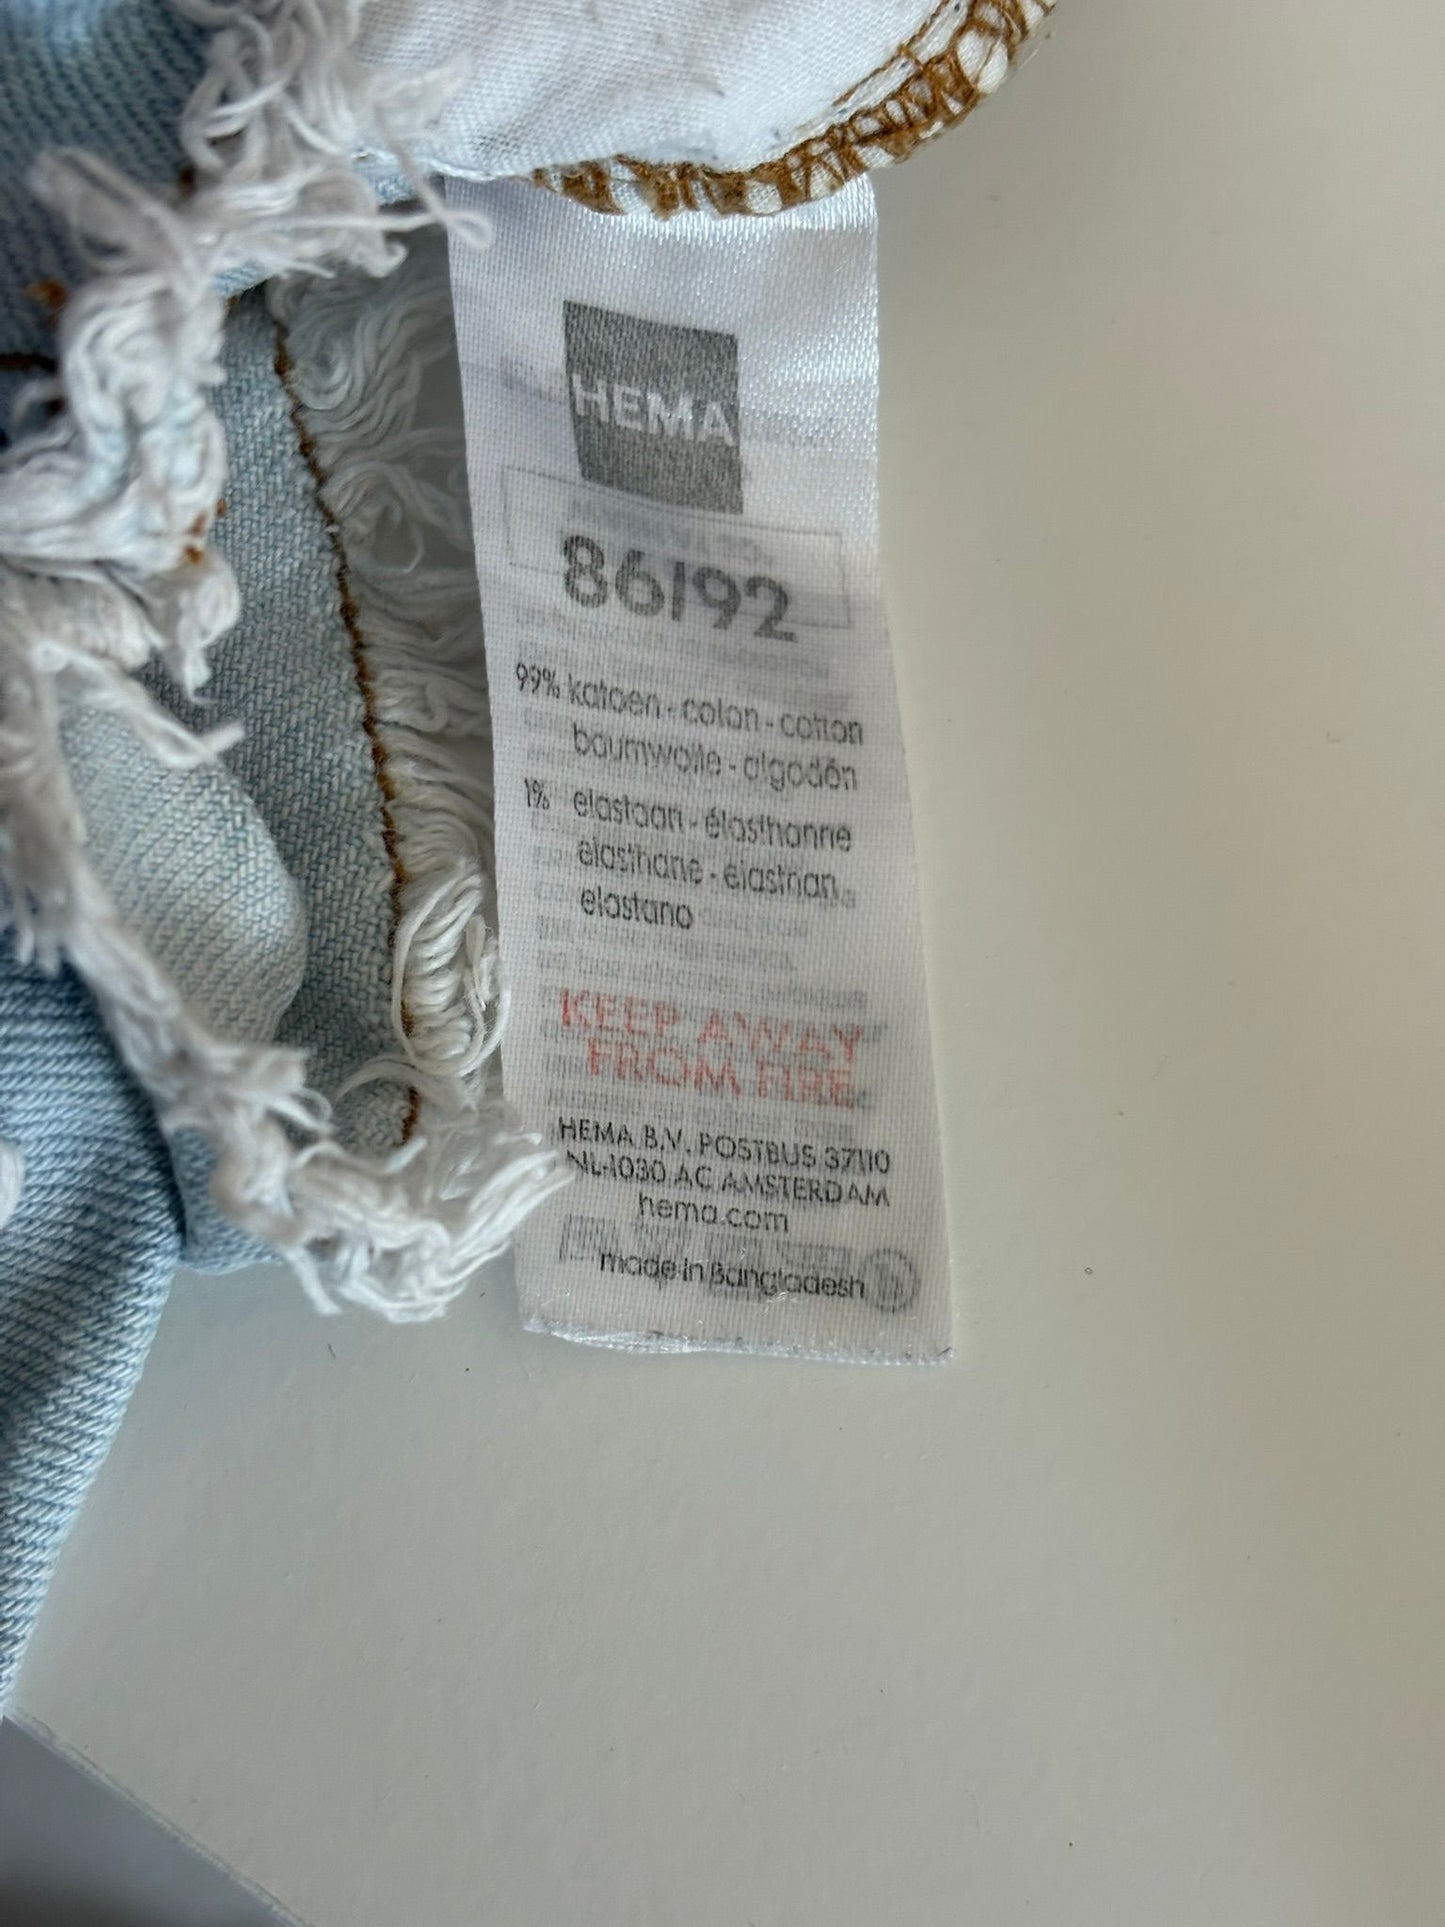 HEMA
86/92
99% katoen - coton - cotton
baumwolle - algodón
1% elastaan - élasthanne
elasthane - elasthan
elastano
KEEP AWAY
FROM FIRE
HEMA B.V. POSTBUS 37110
NL-1030 AC AMSTERDAM
hema.com
made in Bangladesh